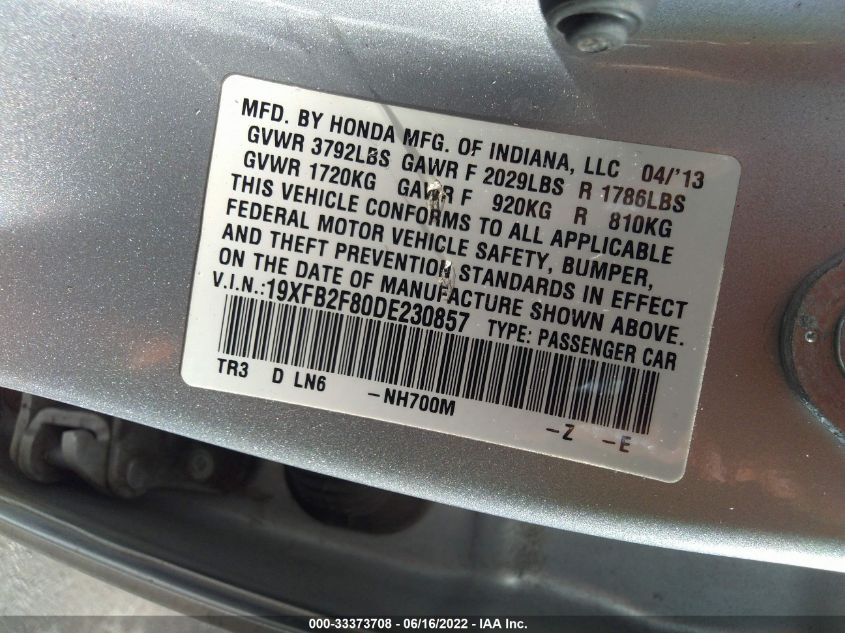 MFD. BY HONDA MFG. OF INDIANA, LLC 04/'13
GVWR 3792LBS GAWR F 2029LBS R 1786LBS
GVWR 1720KG GAWR F 920KG R 810KG
THIS VEHICLE CONFORMS TO ALL APPLICABLE
FEDERAL MOTOR VEHICLE SAFETY, BUMPER,
AND THEFT PREVENTION STANDARDS IN EFFECT
ON THE DATE OF MANUFACTURE SHOWN ABOVE.
V.I.N.:19XFB2F80DE230857 TYPE: PASSENGER CAR
TR3 D LN6 -NH700M -Z -E
000-33373708 - 06/16/2022 - IAA Inc.